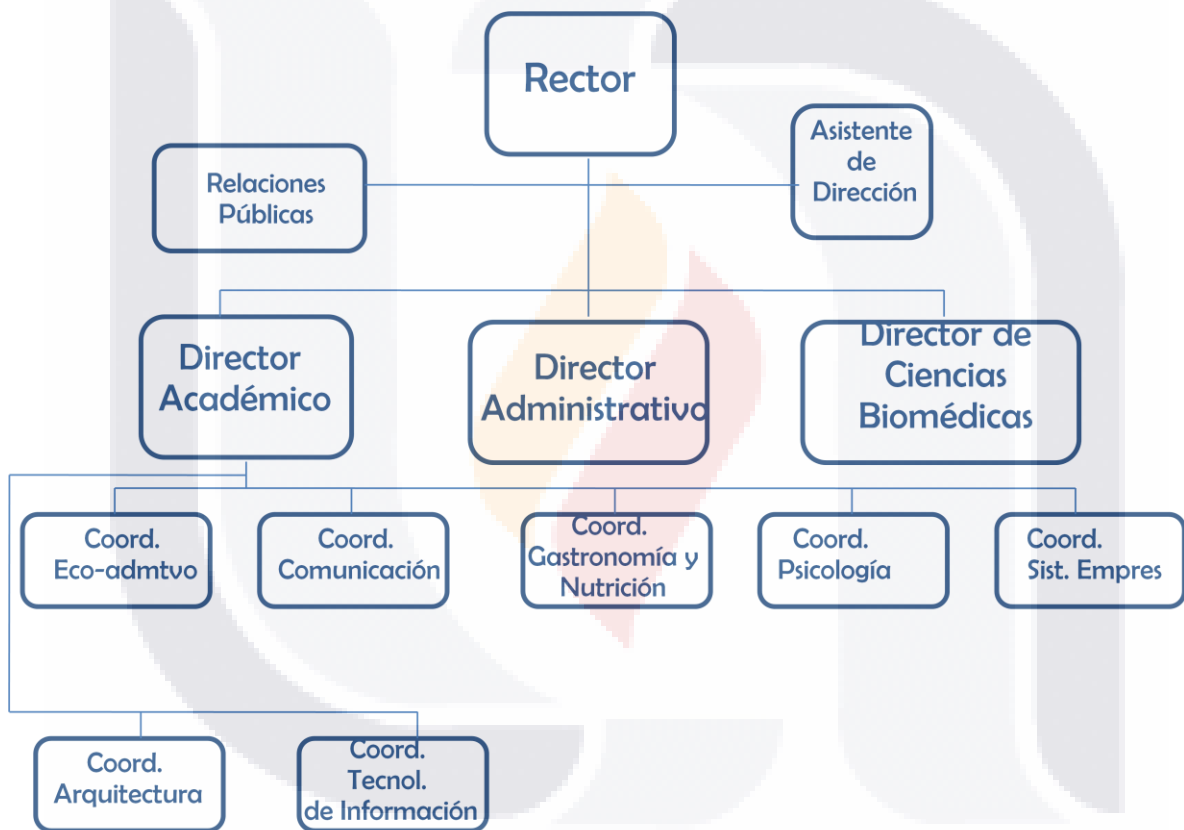 Rector
Asistente
de
Dirección
Relaciones
Públicas
Director
Académico
Director
Administrativo
Director de
Ciencias
Biomédicas
Coord.
Eco-admtvo
Coord.
Comunicación
Coord.
Gastronomía y
Nutrición
Coord.
Psicología
Coord.
Sist. Empres
Coord.
Arquitectura
Coord.
Tecnol.
de Información